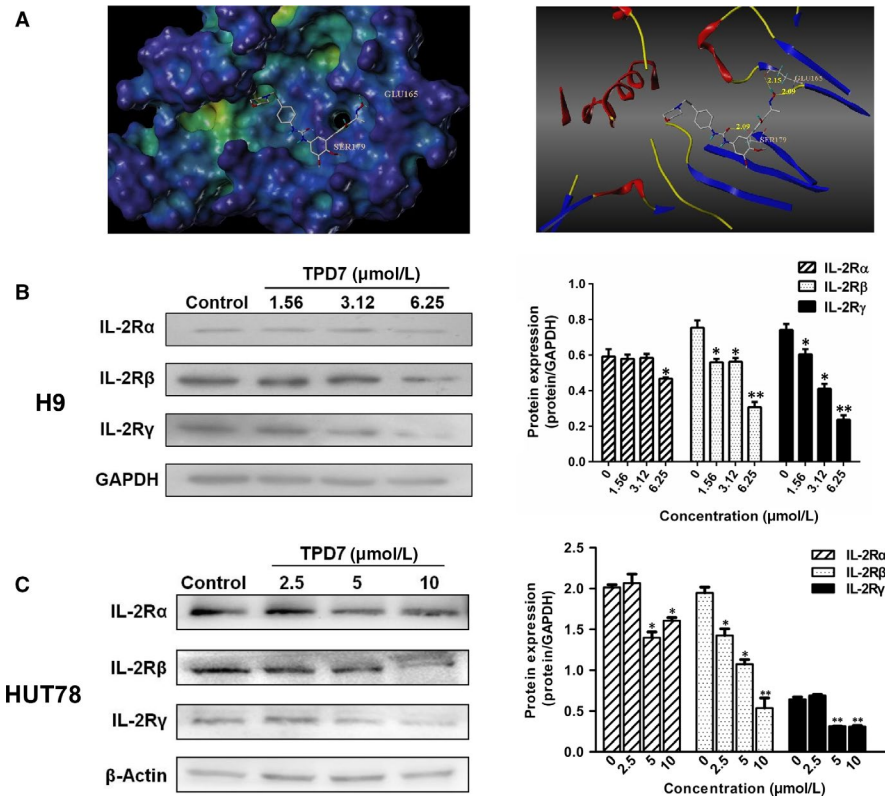 A
GLU165
SER179
2.15
GLU165
2.09
2.09
SER179
B
H9
TPD7 (µmol/L)
Control 1.56 3.12 6.25
IL-2Rα
IL-2Rβ
IL-2Rγ
GAPDH
IL-2Rα
IL-2Rβ
IL-2Rγ
Protein expression
(protein/GAPDH)
1.0
0.8
0.6
0.4
0.2
0.0
* * * ** * * **
0 1.56 3.12 6.25 0 1.56 3.12 6.25 0 1.56 3.12 6.25
Concentration (µmol/L)
C
HUT78
TPD7 (µmol/L)
Control 2.5 5 10
IL-2Rα
IL-2Rβ
IL-2Rγ
β-Actin
IL-2Rα
IL-2Rβ
IL-2Rγ
Protein expression
(protein/GAPDH)
2.5
2.0
1.5
1.0
0.5
0.0
* * * * ** ** **
0 2.5 5 10 0 2.5 5 10 0 2.5 5 10
Concentration (µmol/L)